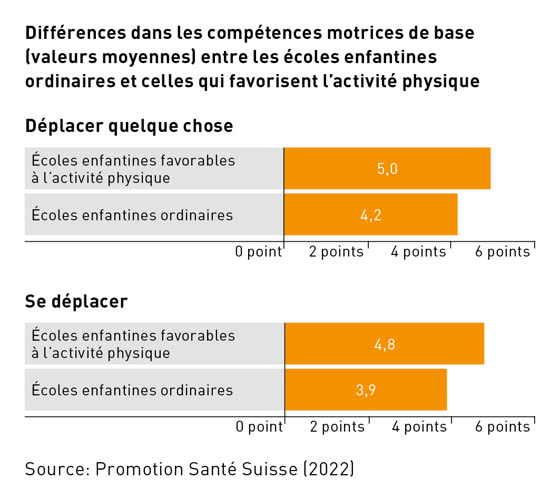 Différences dans les compétences motrices de base
(valeurs moyennes) entre les écoles enfantines
ordinaires et celles qui favorisent l’activité physique
Déplacer quelque chose
Écoles enfantines favorables
à l’activité physique
5,0
Écoles enfantines ordinaires
4,2
0 point 2 points 4 points 6 points
Se déplacer
Écoles enfantines favorables
à l’activité physique
4,8
Écoles enfantines ordinaires
3,9
0 point 2 points 4 points 6 points
Source: Promotion Santé Suisse (2022)